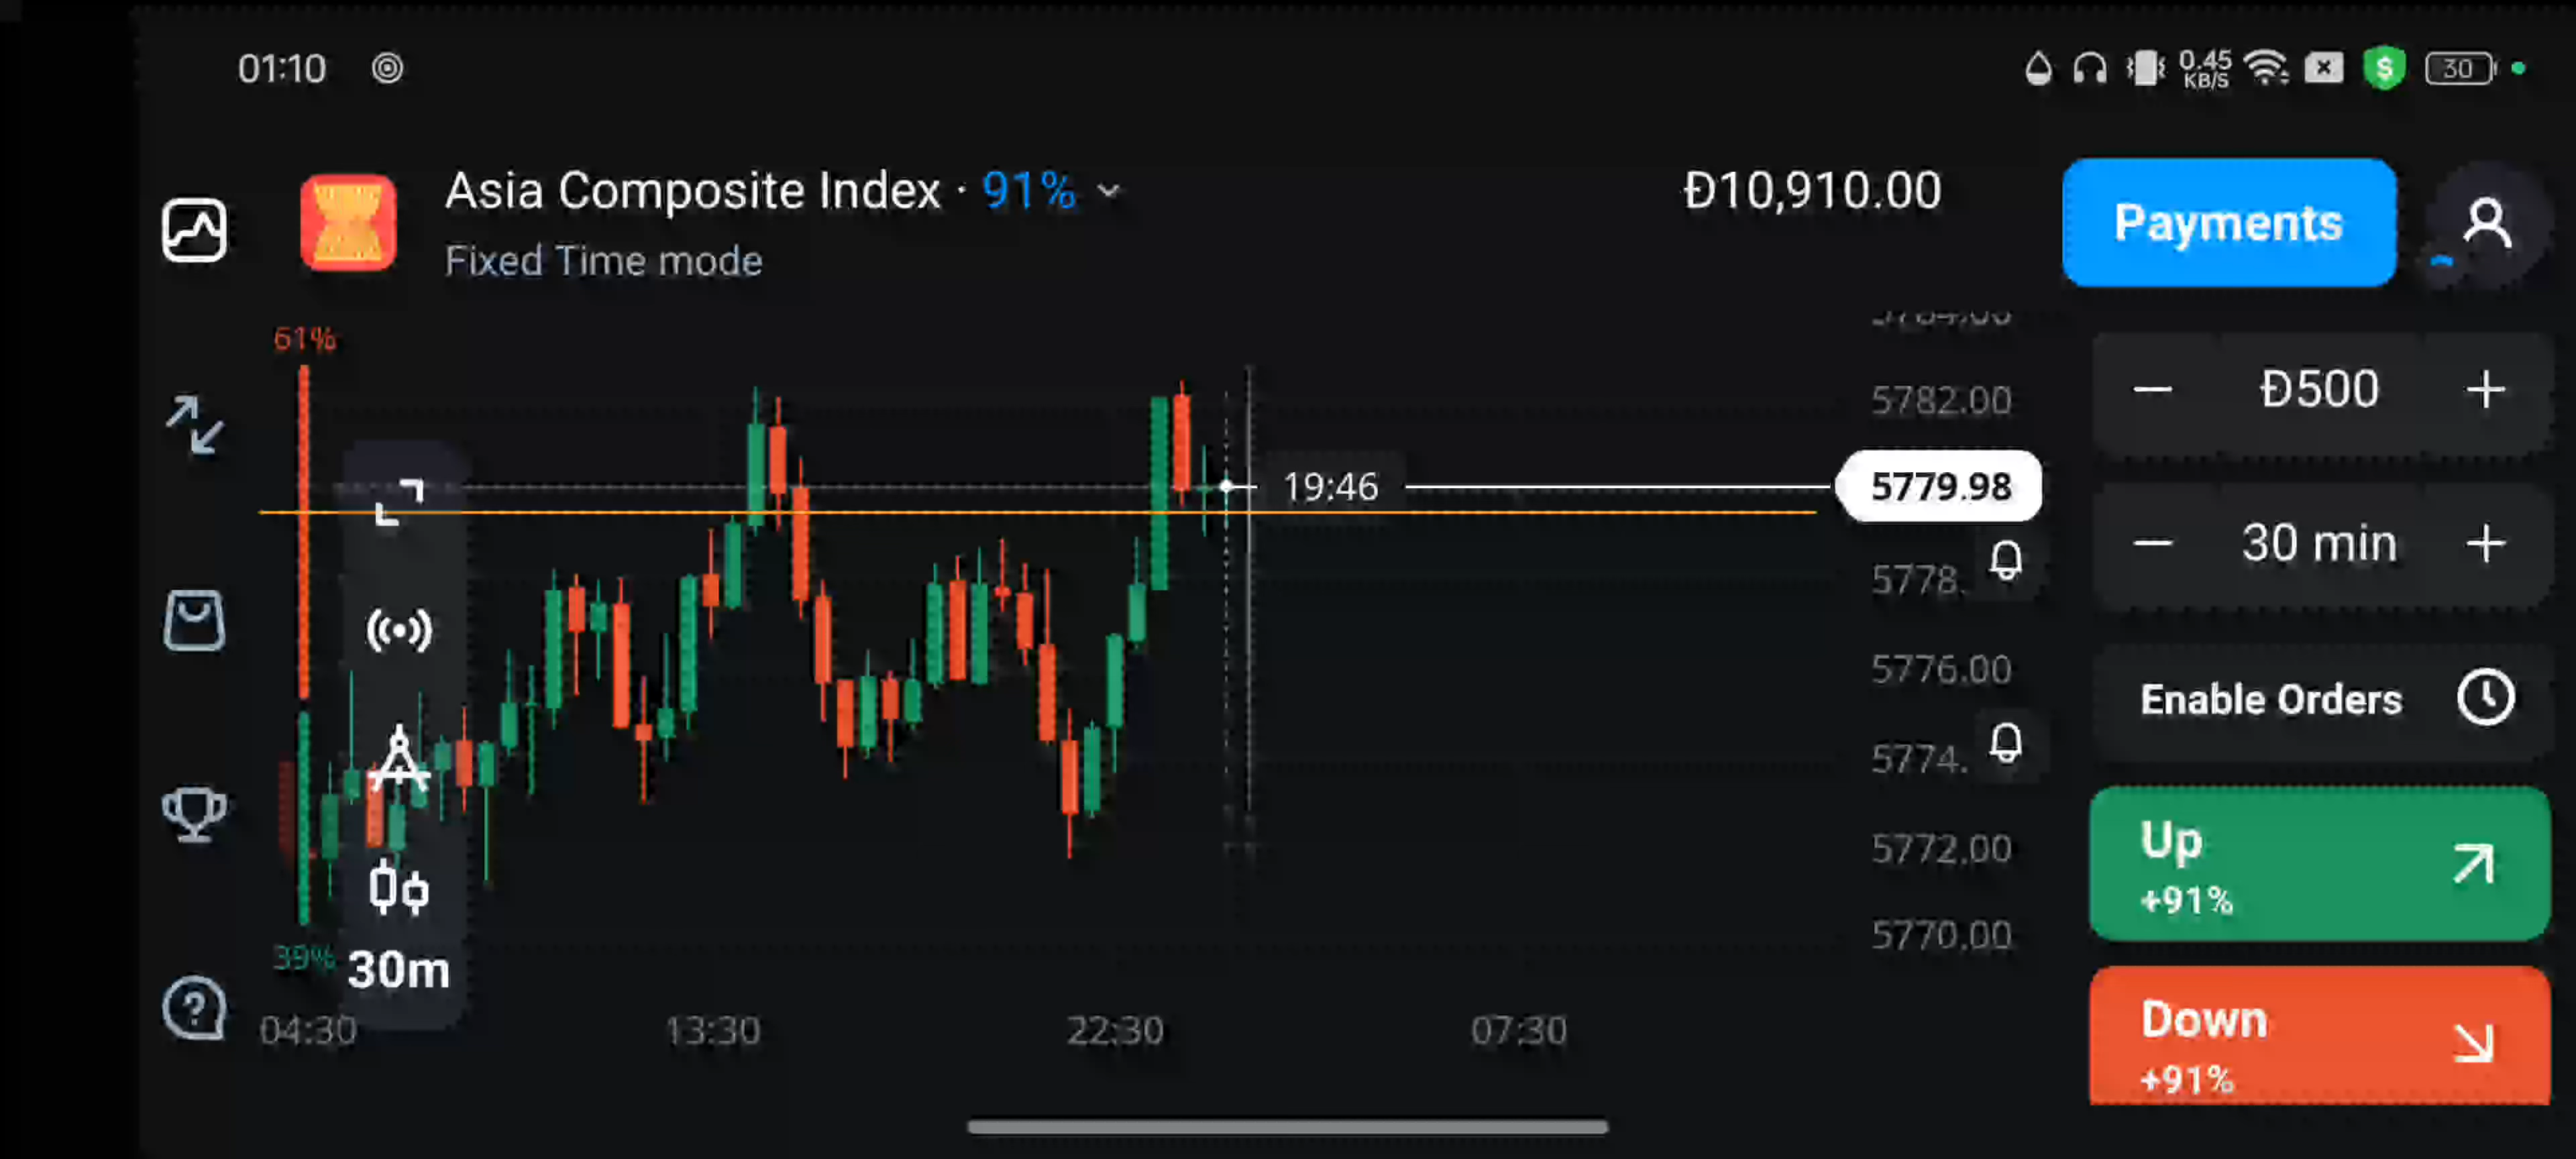 01:10
0.45
KB/S
30
Asia Composite Index · 91%
Fixed Time mode
Đ10,910.00
Payments
61%
5784.00
5782.00
Đ500
19:46
5779.98
30 min
5778.
5776.00
Enable Orders
5774.
Up
+91%
5772.00
5770.00
39%
30m
Down
+91%
04:30
13:30
22:30
07:30